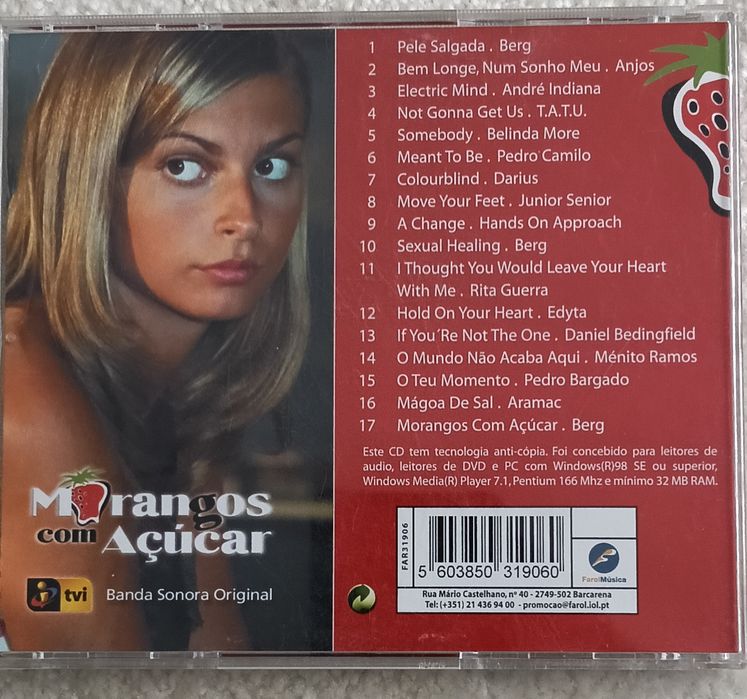 1 Pele Salgada . Berg
2 Bem Longe, Num Sonho Meu . Anjos
3 Electric Mind . André Indiana
4 Not Gonna Get Us . T.A.T.U.
5 Somebody . Belinda More
6 Meant To Be . Pedro Camilo
7 Colourblind . Darius
8 Move Your Feet . Junior Senior
9 A Change . Hands On Approach
10 Sexual Healing . Berg
11 I Thought You Would Leave Your Heart
With Me . Rita Guerra
12 Hold On Your Heart . Edyta
13 If You´Re Not The One . Daniel Bedingfield
14 O Mundo Não Acaba Aqui . Ménito Ramos
15 O Teu Momento . Pedro Bargado
16 Mágoa De Sal . Aramac
17 Morangos Com Açúcar . Berg
Este CD tem tecnologia anti-cópia. Foi concebido para leitores de
audio, leitores de DVD e PC com Windows(R)98 SE ou superior,
Windows Media(R) Player 7.1, Pentium 166 Mhz e mínimo 32 MB RAM.
Morangos
com Açúcar
tvi Banda Sonora Original
FAR31906
5 603850 319060
FarolMúsica
Rua Mário Castelhano, nº 40 - 2749-502 Barcarena
Tel: (+351) 21 436 94 00 - promocao@farol.iol.pt